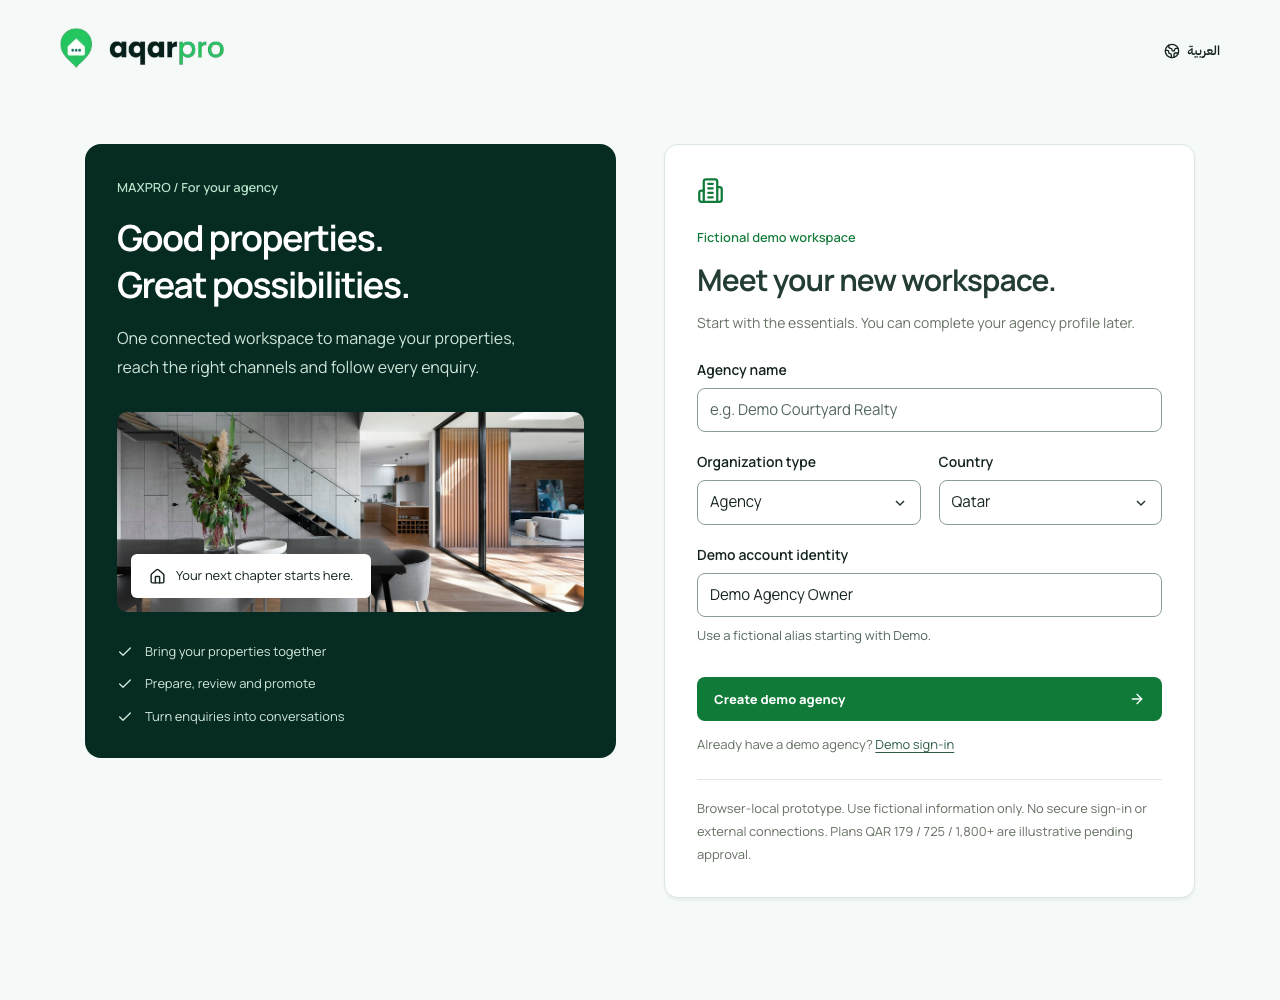 aqarpro
العربية
MAXPRO / For your agency
Good properties.
Great possibilities.
One connected workspace to manage your properties,
reach the right channels and follow every enquiry.
Your next chapter starts here.
Bring your properties together
Prepare, review and promote
Turn enquiries into conversations
Fictional demo workspace
Meet your new workspace.
Start with the essentials. You can complete your agency profile later.
Agency name
e.g. Demo Courtyard Realty
Organization type
Country
Agency
Qatar
Demo account identity
Demo Agency Owner
Use a fictional alias starting with Demo.
Create demo agency
Already have a demo agency? Demo sign-in
Browser-local prototype. Use fictional information only. No secure sign-in or
external connections. Plans QAR 179 / 725 / 1,800+ are illustrative pending
approval.